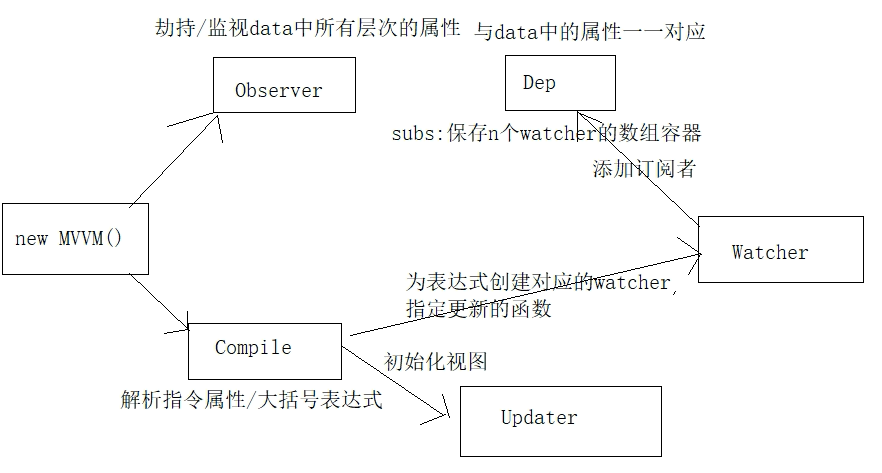 劫持/监视data中所有层次的属性
与data中的属性一一对应
Observer
Dep
subs:保存n个watcher的数组容器
添加订阅者
new MVVM()
Watcher
为表达式创建对应的watcher,
指定更新的函数
Compile
初始化视图
解析指令属性/大括号表达式
Updater